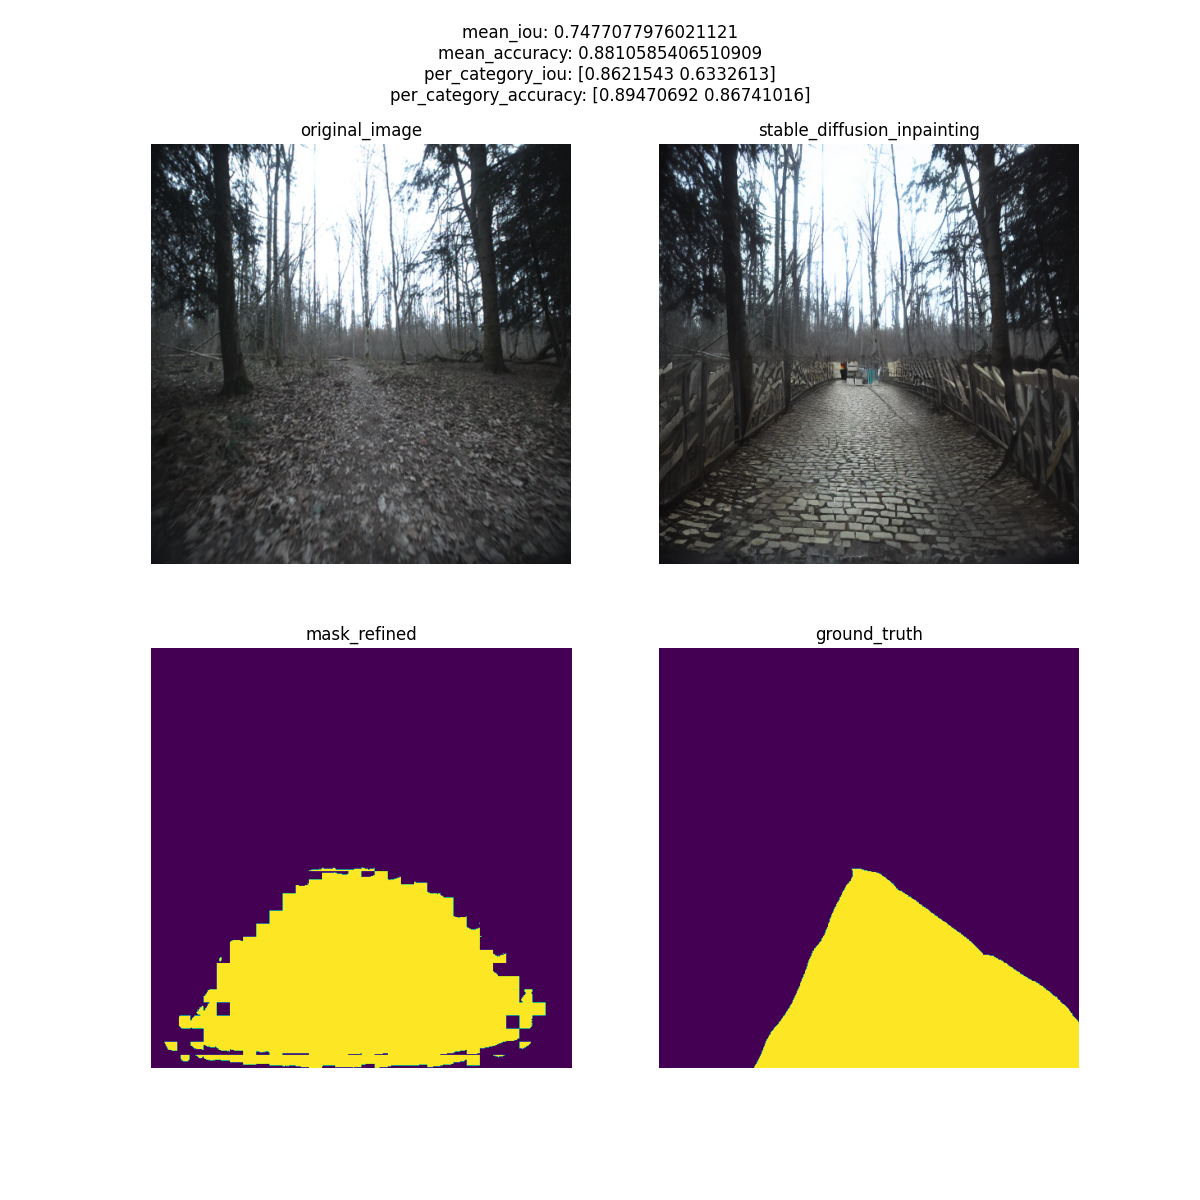 mean_iou: 0.7477077976021121
mean_accuracy: 0.8810585406510909
per_category_iou: [0.8621543 0.6332613]
per_category_accuracy: [0.89470692 0.86741016]
original_image
stable_diffusion_inpainting
mask_refined
ground_truth